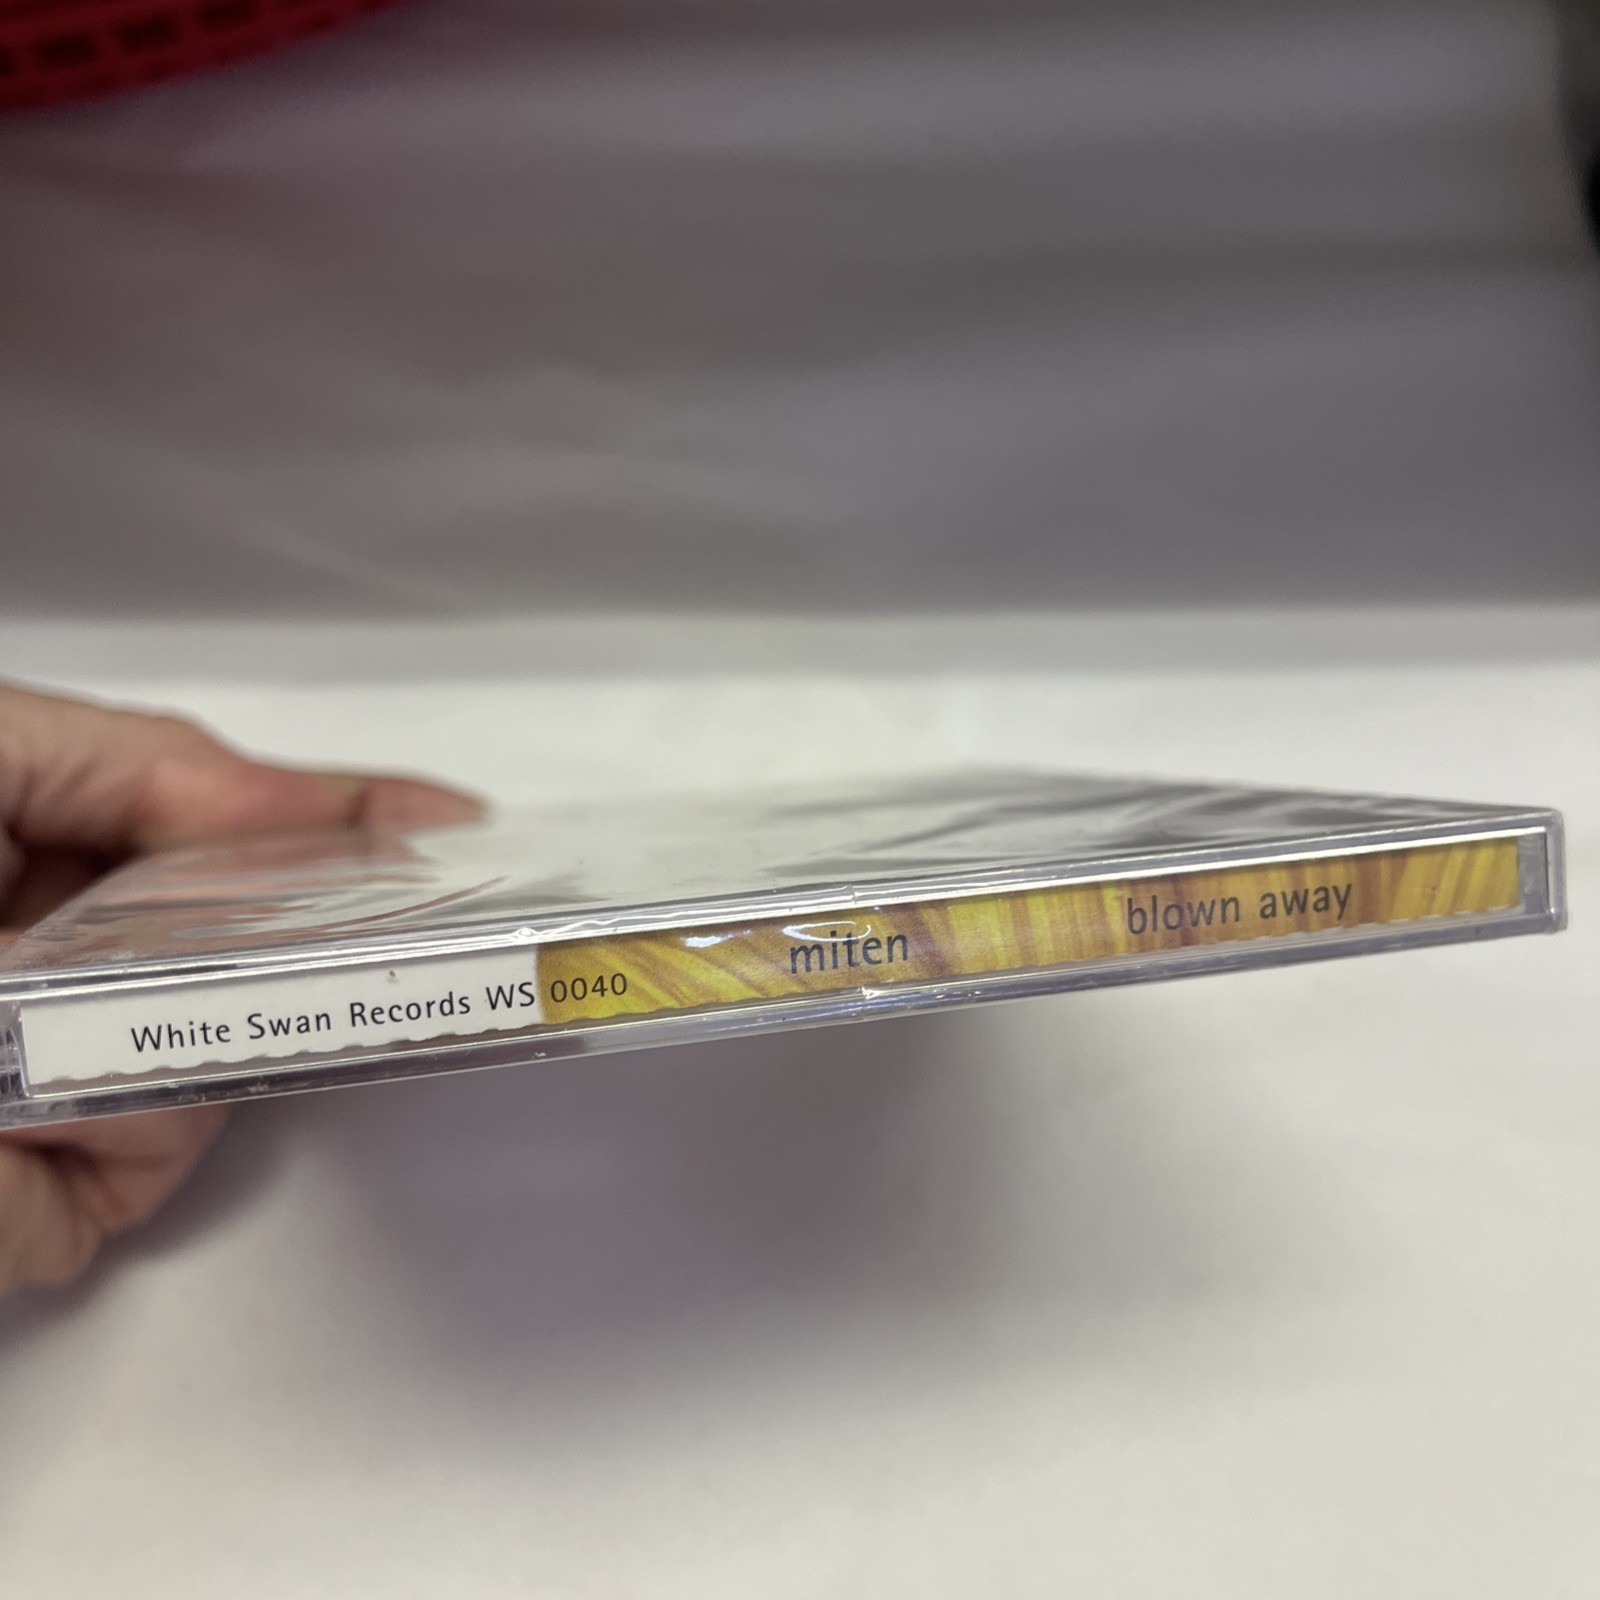 White Swan Records WS 0040 miten blown away